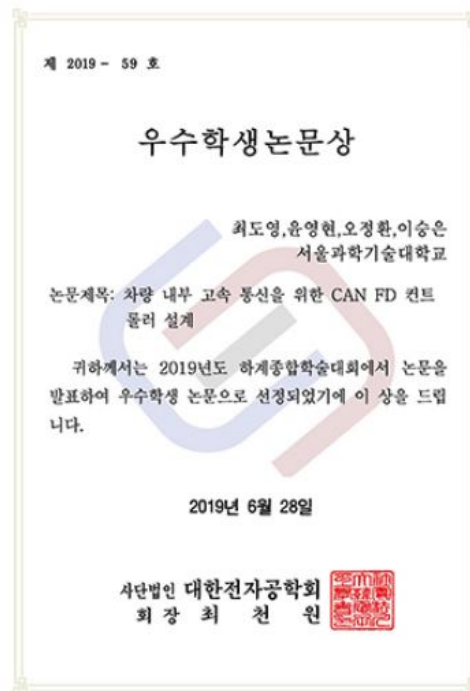 제 2019 - 59 호
우수학생논문상
최도영,윤영현,오정환,이승은
서울과학기술대학교
논문제목: 차량 내부 고속 통신을 위한 CAN FD 컨트
롤러 설계
귀하께서는 2019년도 하계종합학술대회에서 논문을
발표하여 우수학생 논문으로 선정되었기에 이 상을 드립
니다.
2019년 6월 28일
사단법인 대한전자공학회
회 장 최 천 원